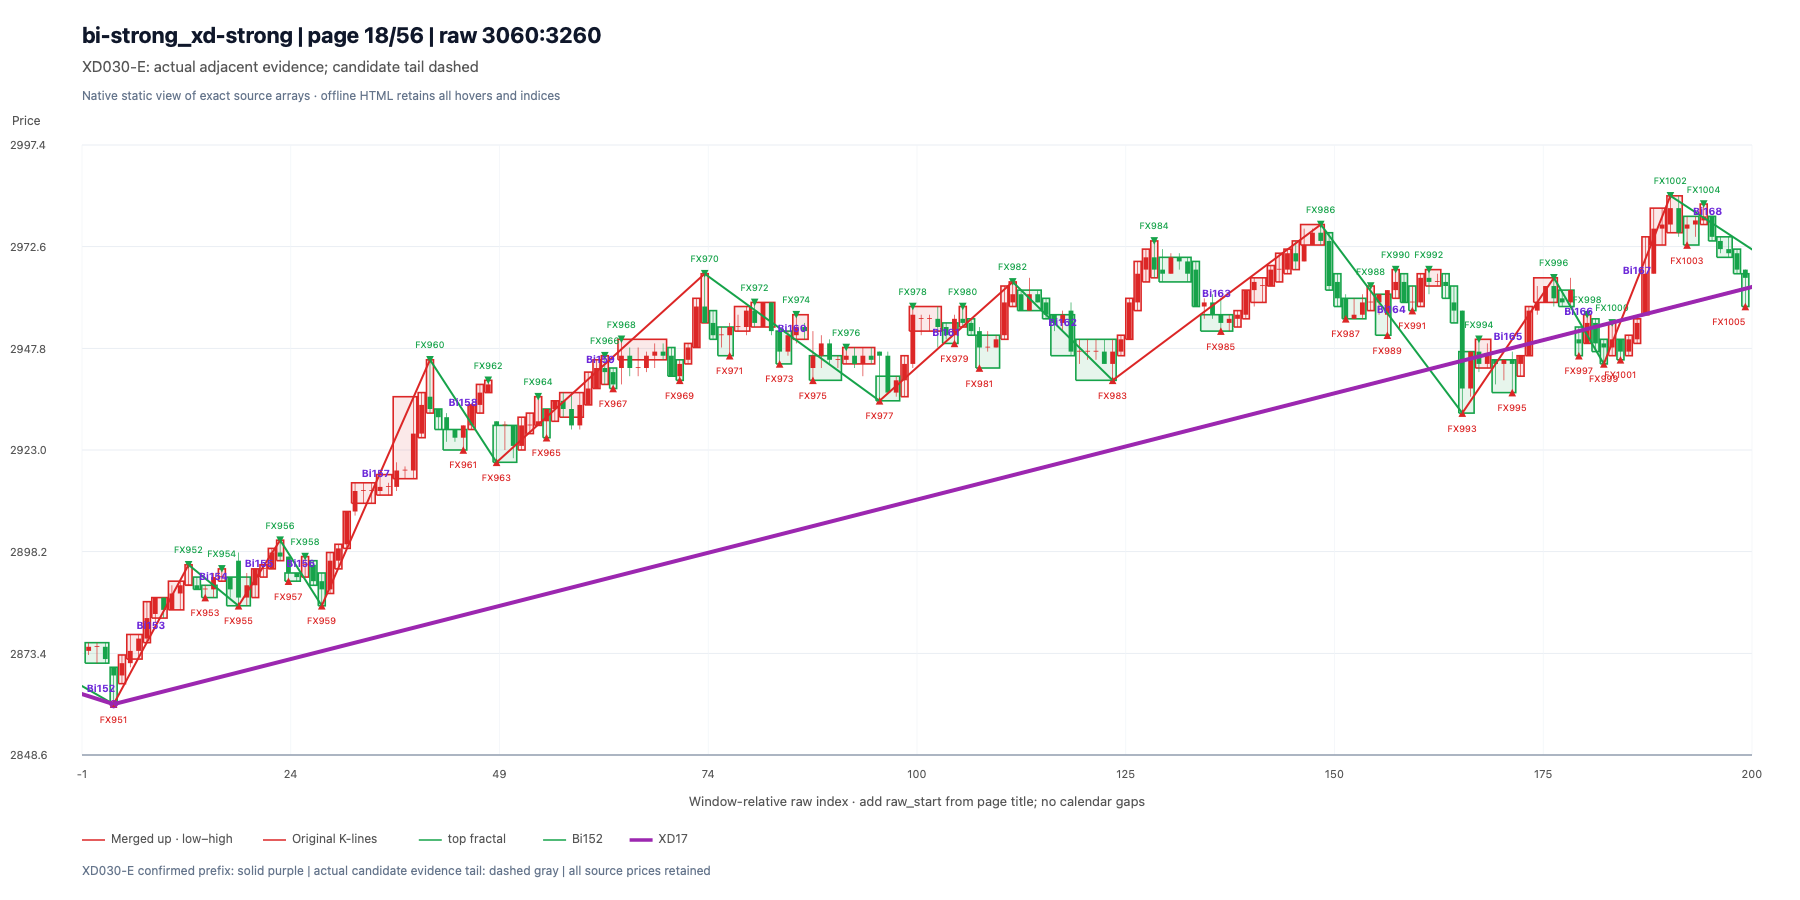 bi-strong_xd-strong | page 18/56 | raw 3060:3260
XD030-E: actual adjacent evidence; candidate tail dashed
Native static view of exact source arrays · offline HTML retains all hovers and indices
Price
2997.4
2972.6
2947.8
2923.0
2898.2
2873.4
2848.6
FX1002
FX1004
Bi168
FX986
FX984
FX982
FX970
FX996
FX990 FX992
FX988
Bi167
FX1003
FX972
FX974
FX978
FX980
Bi163
Bi164
FX998
FX1000
Bi166
FX1005
FX968
FX966
FX976
Bi160
Bi162
FX994
Bi165
FX991
FX987
FX989
FX985
FX960
FX962
Bi159
FX979
FX981
FX971
FX973
FX975
FX977
FX983
FX997
FX999
FX1001
FX995
FX993
FX964
FX967
FX969
Bi158
FX965
FX961
FX963
Bi157
FX956
FX958
FX952
FX954
Bi154
Bi156
FX957
FX953
FX955
FX959
Bi153
Bi152
FX951
-1
24
49
74
100
125
150
175
200
Window-relative raw index · add raw_start from page title; no calendar gaps
Merged up · low–high
Original K-lines
top fractal
Bi152
XD17
XD030-E confirmed prefix: solid purple | actual candidate evidence tail: dashed gray | all source prices retained